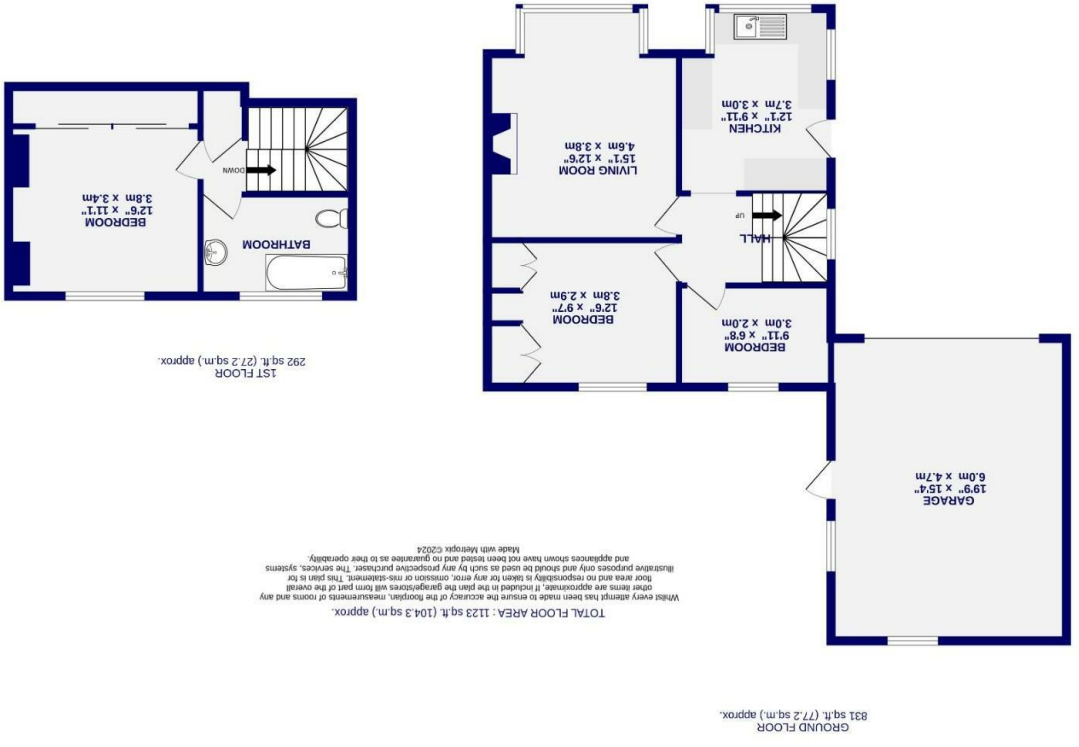 GROUND FLOOR
831 sq.ft. (77.2 sq.m.) approx.
GARAGE
19'9" x 15'4"
6.0m x 4.7m
BEDROOM
9'11" x 6'8"
3.0m x 2.0m
BEDROOM
12'6" x 9'7"
3.8m x 2.9m
HALL
UP
LIVING ROOM
15'1" x 12'6"
4.6m x 3.8m
KITCHEN
12'1" x 9'11"
3.7m x 3.0m
1ST FLOOR
292 sq.ft. (27.2 sq.m.) approx.
BATHROOM
BEDROOM
12'6" x 11'1"
3.8m x 3.4m
DOWN
TOTAL FLOOR AREA : 1123 sq.ft. (104.3 sq.m.) approx.
Whilst every attempt has been made to ensure the accuracy of the floorplan, measurements of rooms and any
other items are approximate, if included in the plan the garage/stores will form part of the overall
floor area and no responsibility is taken for any error, omission or mis-statement. This plan is for
illustrative purposes only and should be used as such by any prospective purchaser. The services, systems
and appliances shown have not been tested and no guarantee as to their operability.
Made with Metropix ©2024